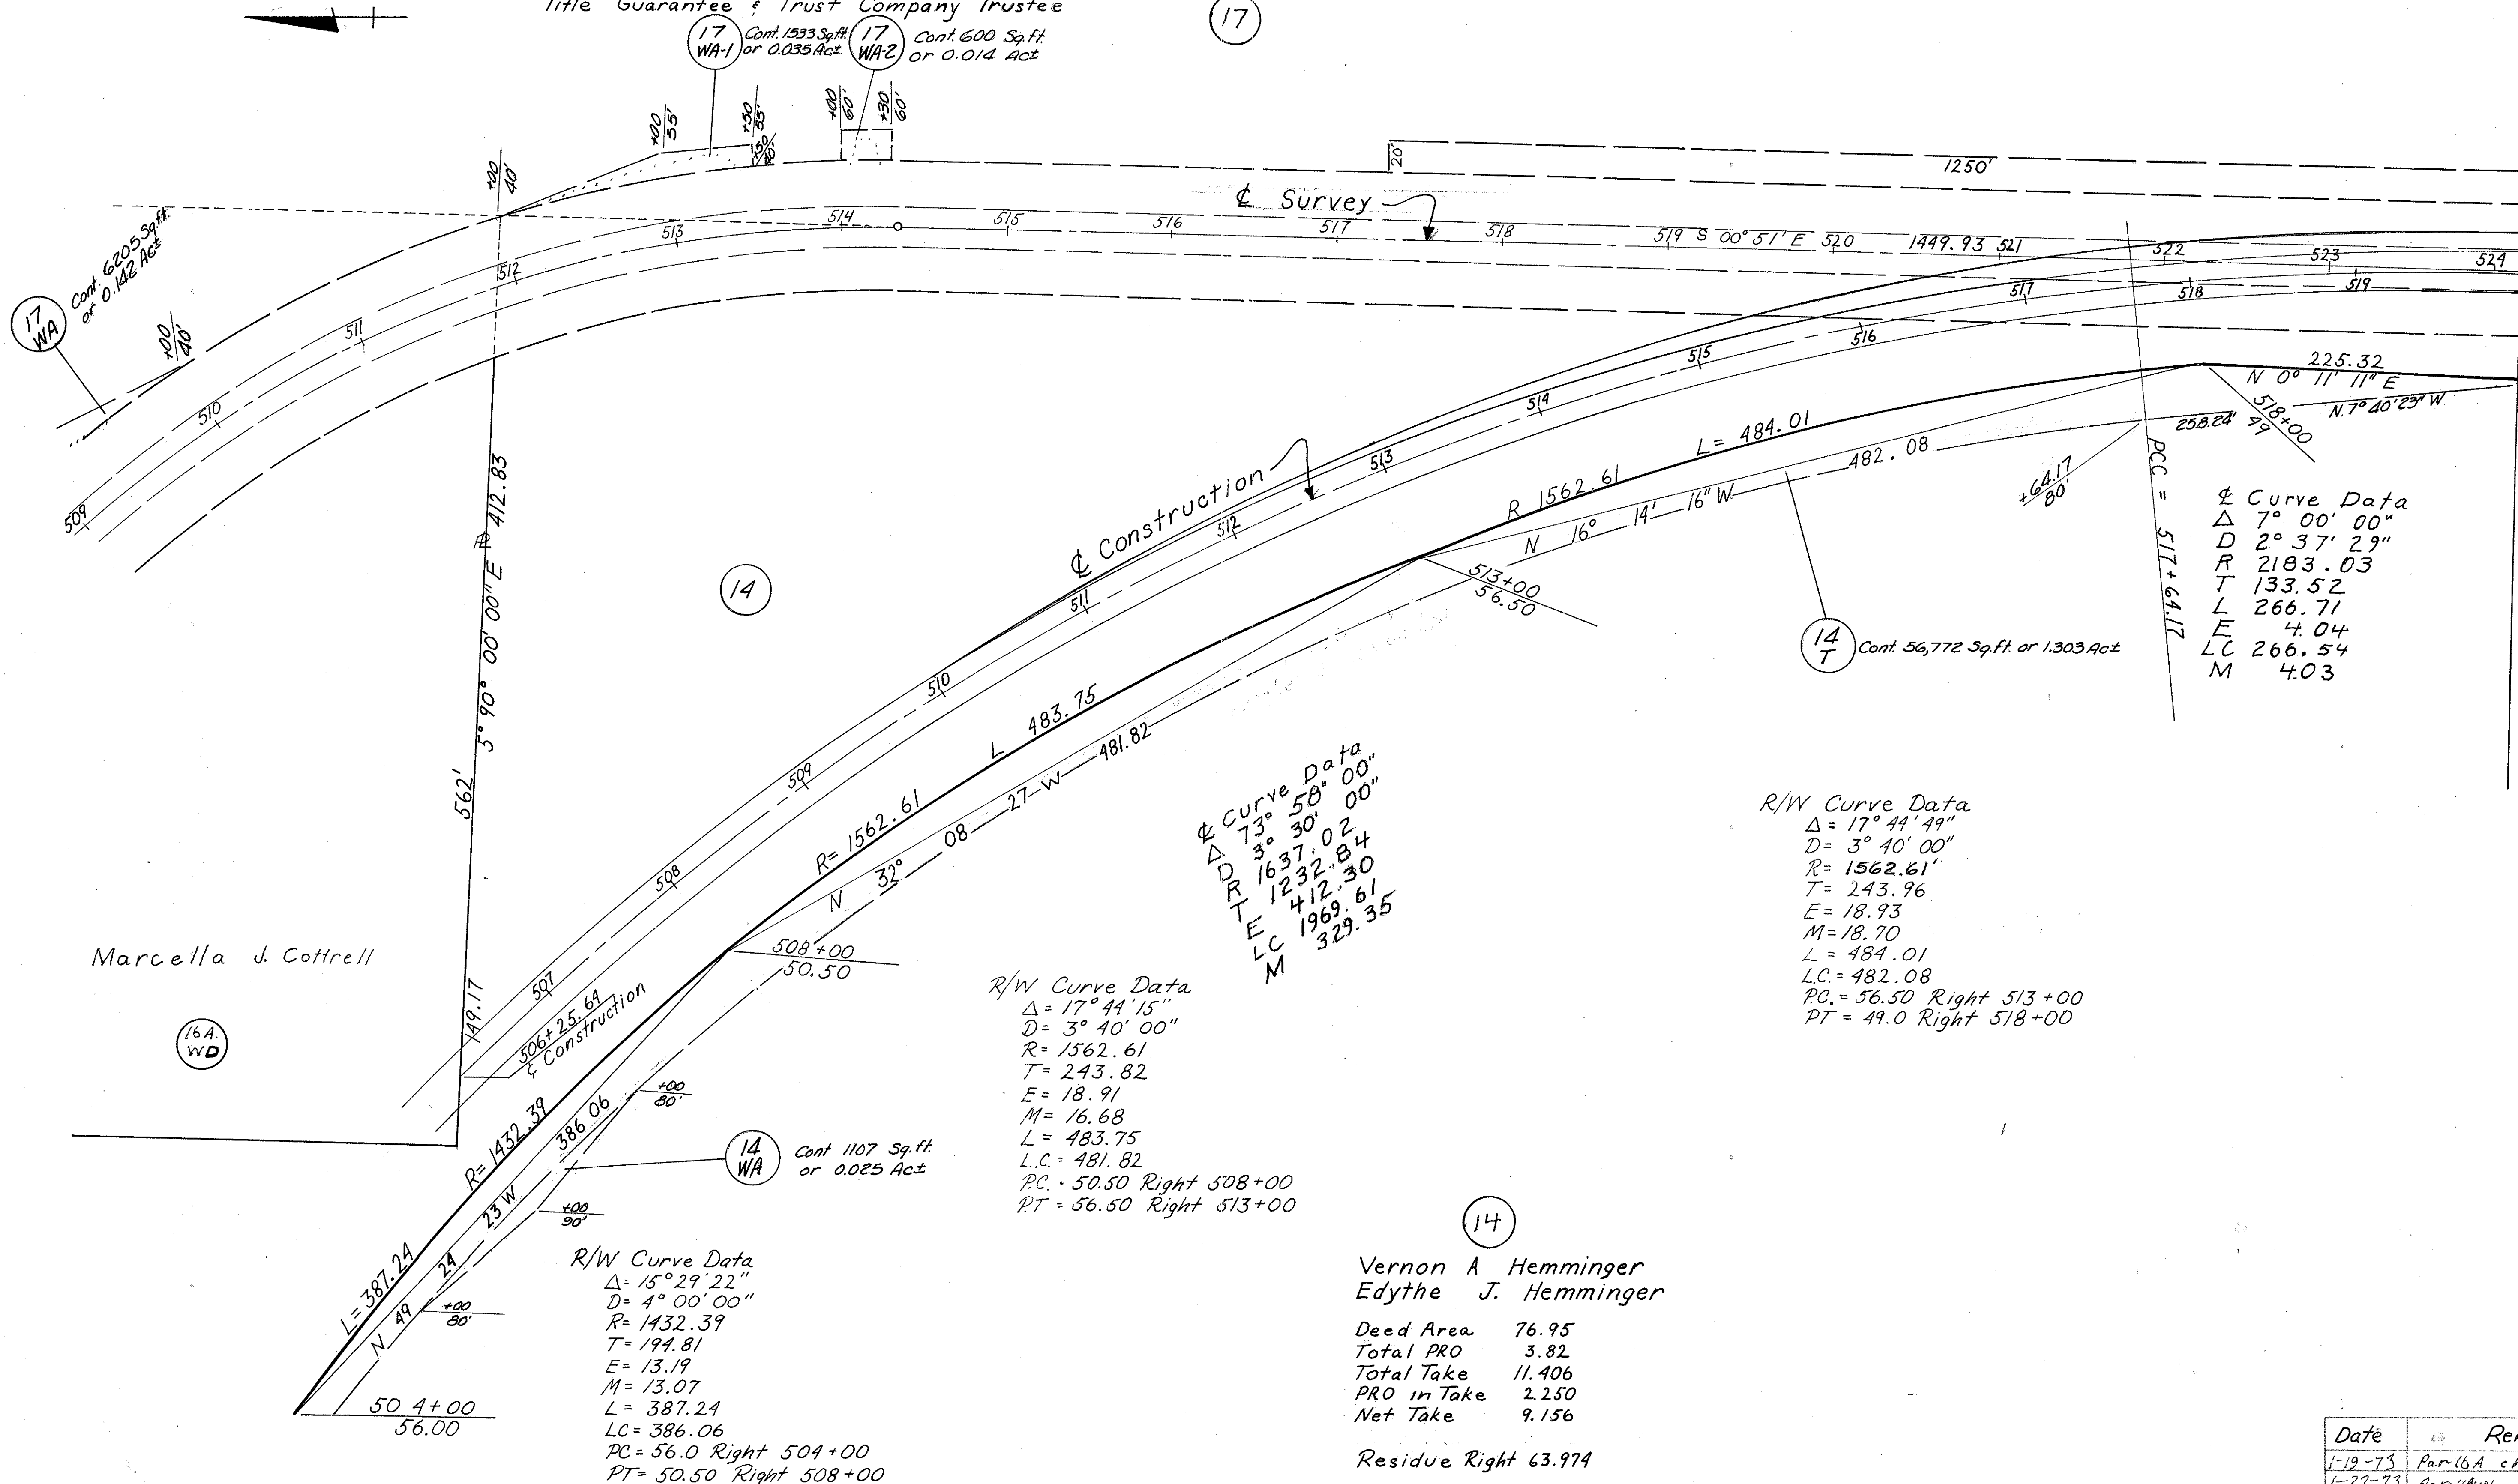 Title Guarantee & Trust Company Trustee
17
17
WA-1
Cont. 1533 Sq.ft.
or 0.035 Ac±
17
WA-2
Cont. 600 Sq.ft.
or 0.014 Ac±
+00
55'
+50
55'
+00
60'
+30
60'
+00
40'
20'
1250'
℄ Survey
17
WA
Cont. 6205 Sq.ft.
or 0.142 Ac±
+00
40'
509
510
511
512
513
514
515
516
517
518
519
S 00° 51' E
520
1449.93
521
522
523
524
507
508
509
510
511
512
513
514
515
516
517
518
519
℄ Construction
225.32
N 0° 11' 11" E
N. 7° 40' 23" W
258.24'
518+00
49
+64.17
80'
PCC = 517+64.17
℄ Curve Data
Δ 7° 00' 00"
D 2° 37' 29"
R 2183.03
T 133.52
L 266.71
E 4.04
LC 266.54
M 4.03
R 1562.61
L = 484.01
N 16° 14' 16" W
482.08
513+00
56.50
14
T
Cont. 56,772 Sq.ft. or 1.303 Ac±
14
5° 90° 00' 00" E
412.83
562'
149.17
R= 1562.61
L 483.75
N 32° 08 27 W 481.82
℄ Curve Data
Δ 73° 58' 00"
D 3° 30' 00"
R 1637.02
T 1232.84
E 412.30
LC 1969.61
M 329.35
R/W Curve Data
Δ = 17° 44' 49"
D= 3° 40' 00"
R= 1562.61'
T= 243.96
E= 18.93
M= 18.70
L = 484.01
L.C. = 482.08
P.C. = 56.50 Right 513+00
PT = 49.0 Right 518+00
Marcella J. Cottrell
16A
WD
508+00
50.50
506+25.64
℄ Construction
R/W Curve Data
Δ = 17° 44' 15"
D= 3° 40' 00"
R= 1562.61
T= 243.82
E= 18.91
M= 16.68
L= 483.75
L.C. = 481.82
P.C. = 50.50 Right 508+00
P.T = 56.50 Right 513+00
R= 1432.39
L= 387.24
N 49 24 23 W
386.06
+00
80'
14
WA
Cont 1107 Sq.ft.
or 0.025 Ac±
+00
90'
+00
80'
50 4+00
56.00
R/W Curve Data
Δ= 15° 29' 22"
D= 4° 00' 00"
R= 1432.39
T= 194.81
E= 13.19
M= 13.07
L= 387.24
LC= 386.06
PC= 56.0 Right 504+00
PT= 50.50 Right 508+00
14
Vernon A Hemminger
Edythe J. Hemminger
Deed Area 76.95
Total PRO 3.82
Total Take 11.406
PRO in Take 2.250
Net Take 9.156
Residue Right 63.974
Date
1-19-73 Par 16A